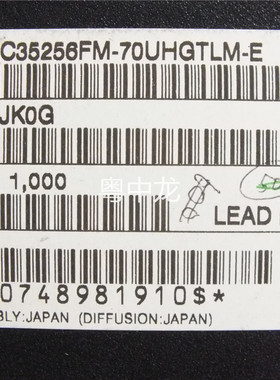 C35256FM-70UHGTLM-E
JK0G
1,000
粤中龙
LEAD
0748981910$*
BLY:JAPAN (DIFFUSION:JAPAN)